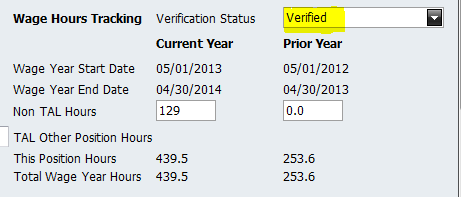 Wage Hours Tracking Verification Status Verified
Current Year Prior Year
Wage Year Start Date 05/01/2013 05/01/2012
Wage Year End Date 04/30/2014 04/30/2013
Non TAL Hours 129 0.0
TAL Other Position Hours
This Position Hours 439.5 253.6
Total Wage Year Hours 439.5 253.6